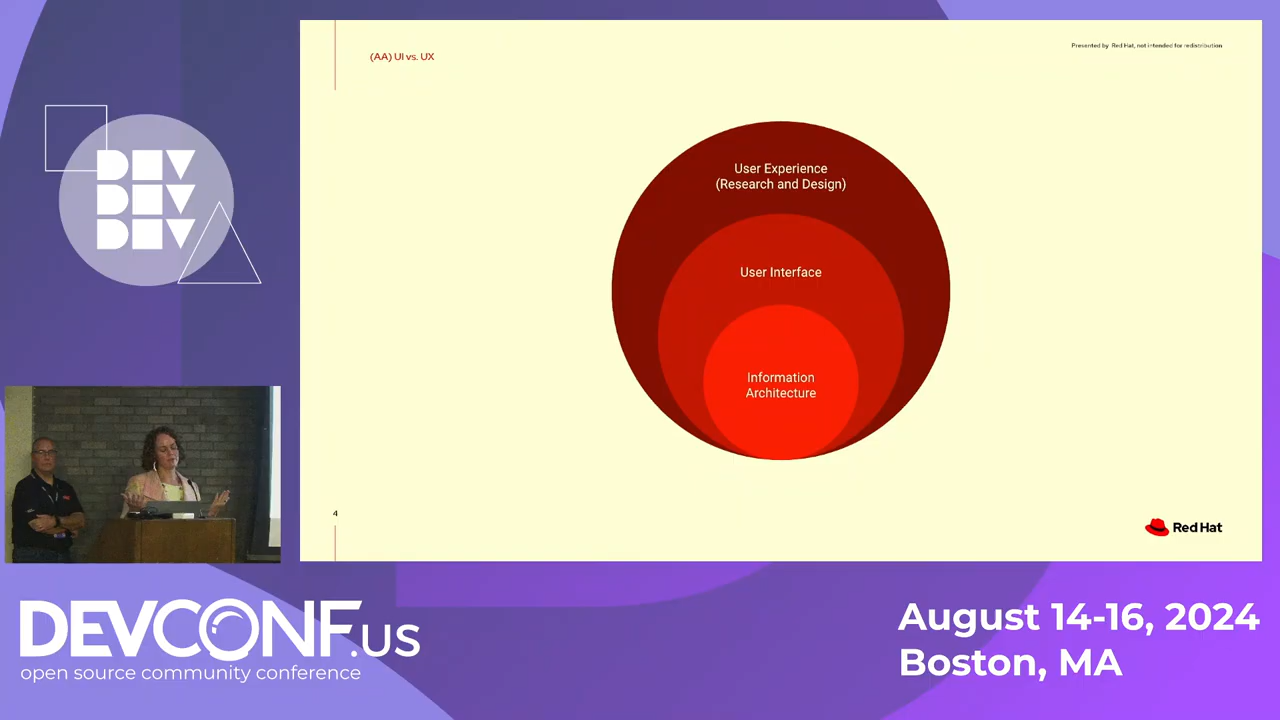 (AA) UI vs. UX
Presented by Red Hat, not intended for redistribution
User Experience
(Research and Design)
User Interface
Information
Architecture
4
Red Hat
DEV
DEV
DEV
DEVCONF.US
open source community conference
August 14-16, 2024
Boston, MA